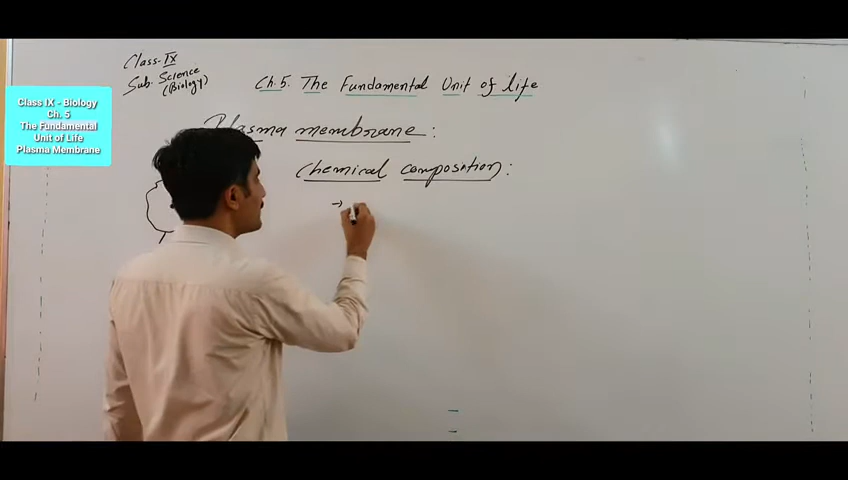 Class-IX
Sub- Science
(Biology)
Ch.5. The Fundamental Unit of life
Class IX - Biology
Ch. 5
The Fundamental
Unit of Life
Plasma Membrane
Plasma membrane:
Chemical composition:
→